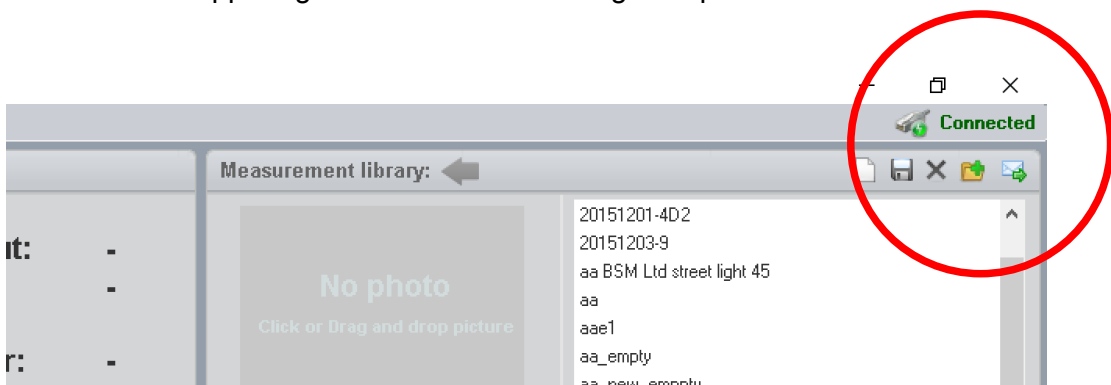 Connected
Measurement library:
20151201-4D2
20151203-9
aa BSM Ltd street light 45
aa
aae1
aa_empty
No photo
Click or Drag and drop picture
-
-
r: -